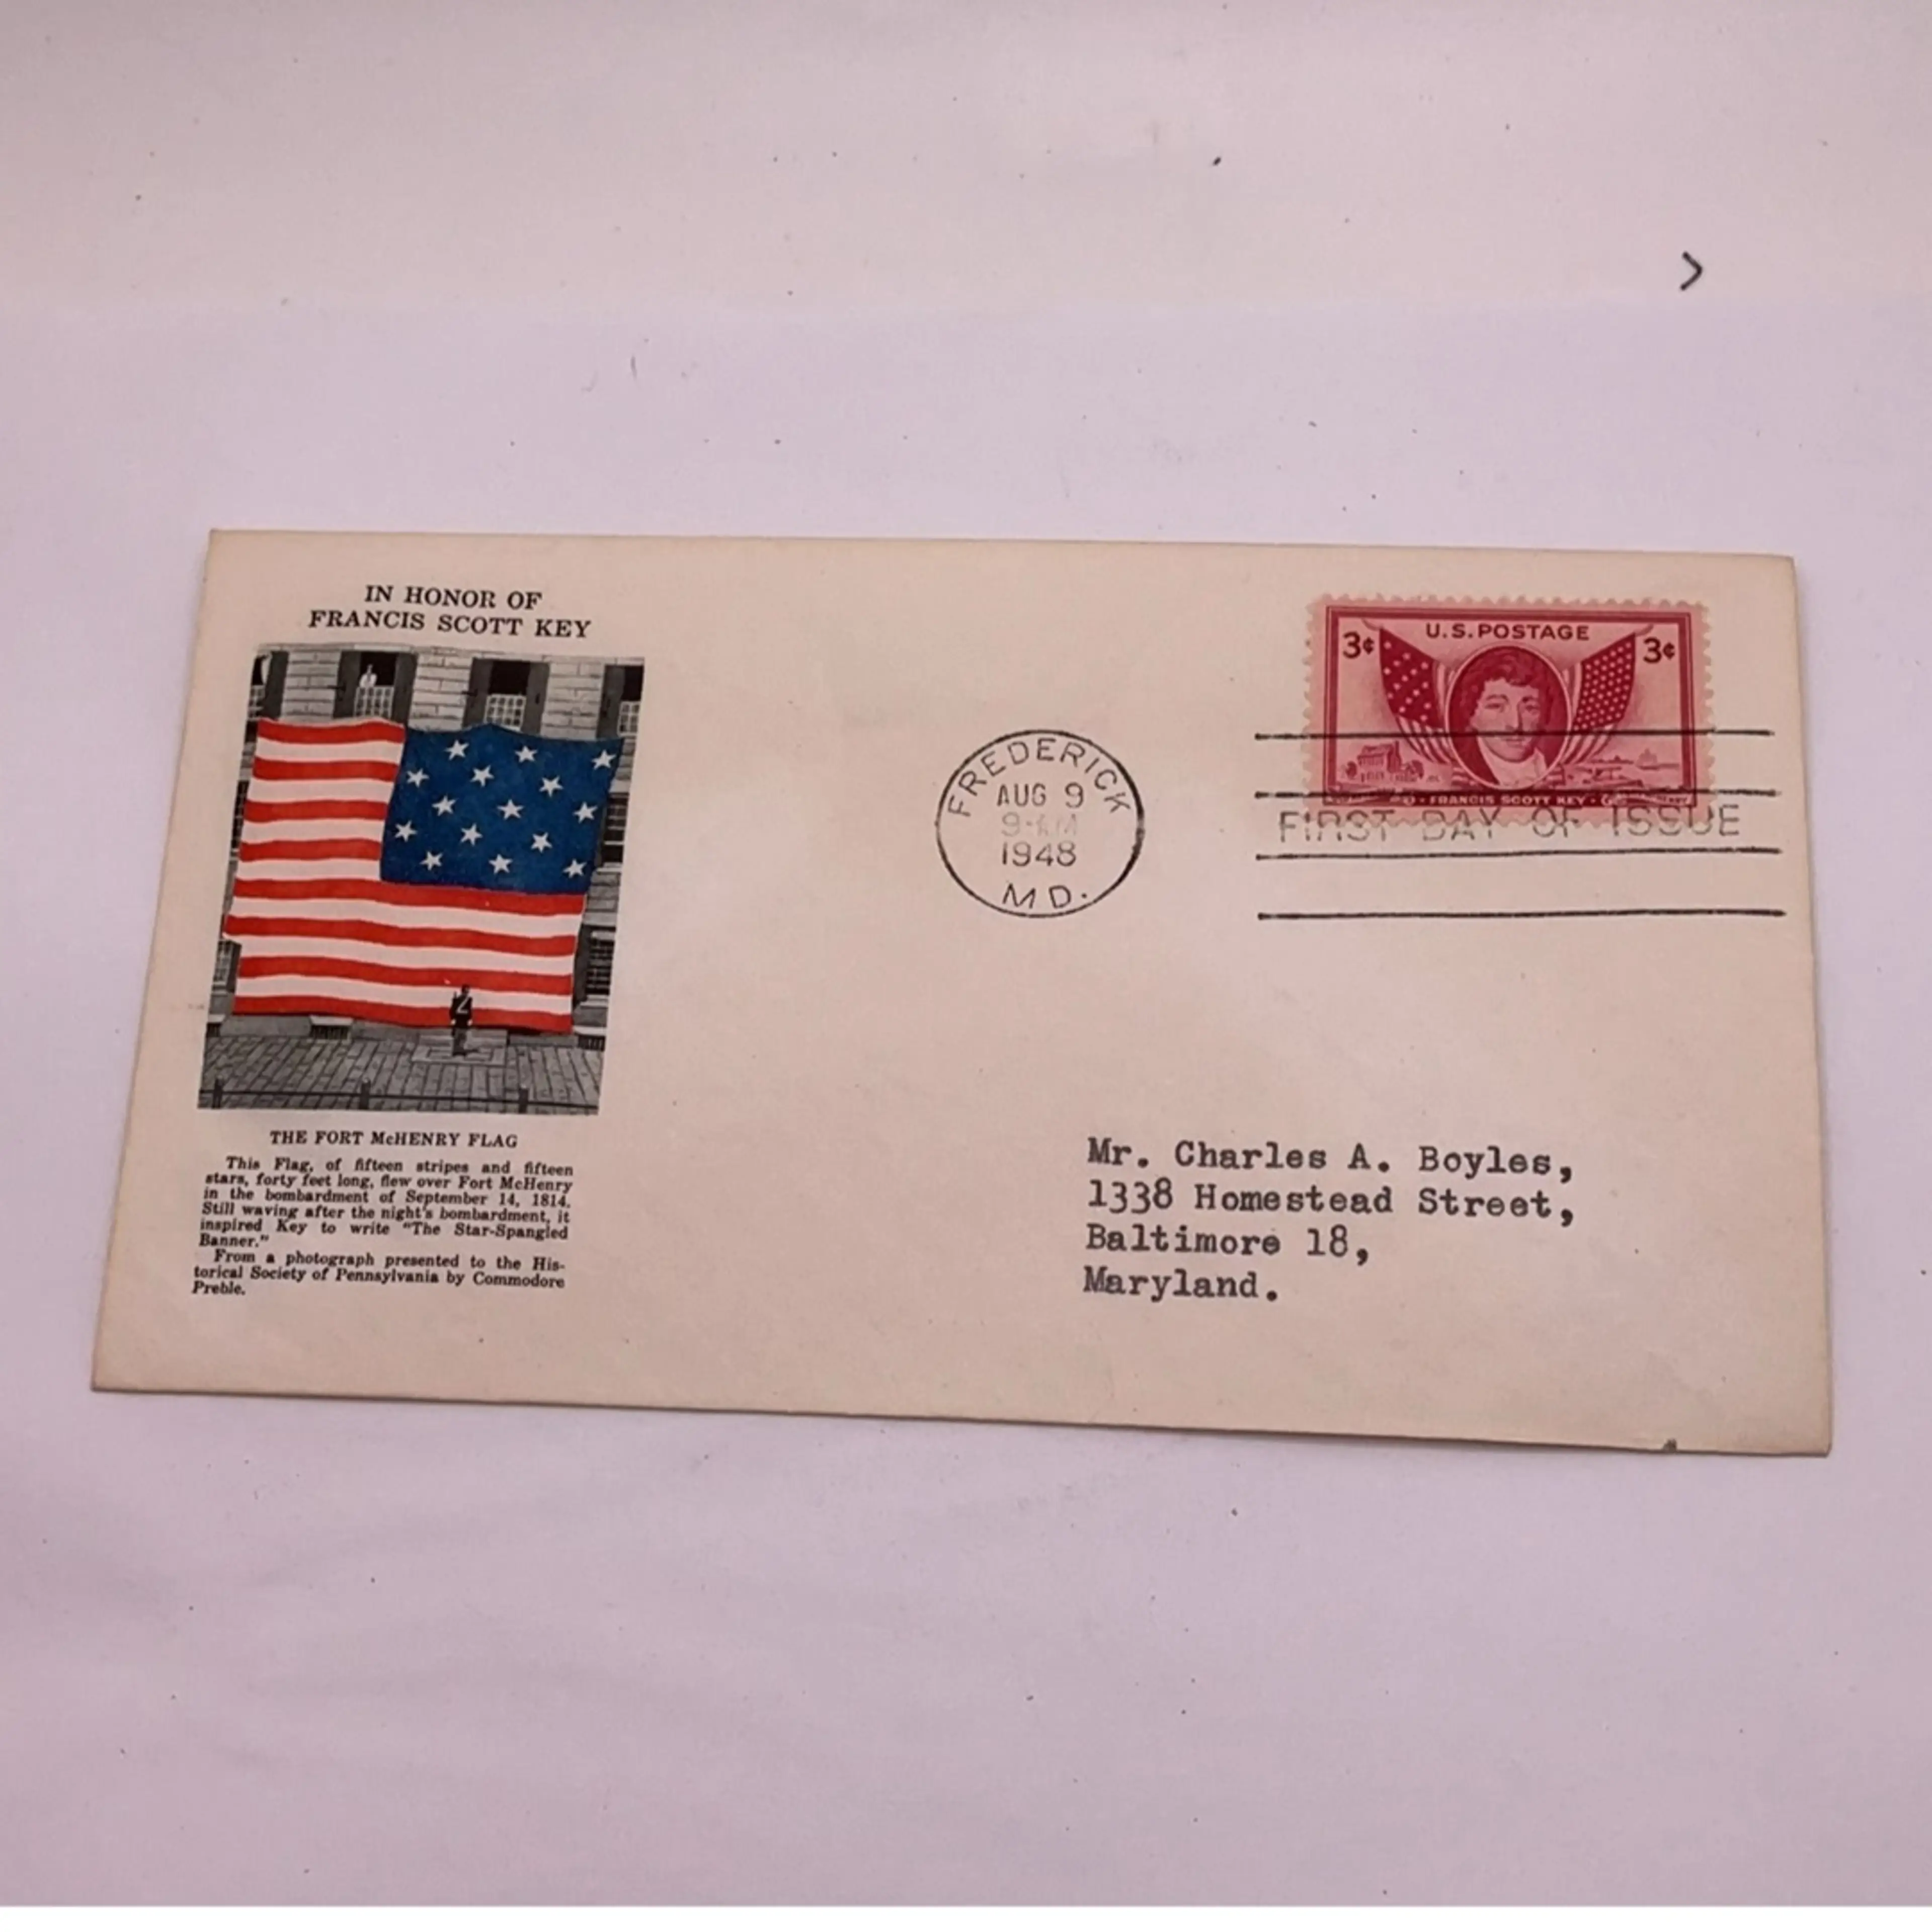 IN HONOR OF
FRANCIS SCOTT KEY
U.S. POSTAGE
3¢
3¢
FRANCIS SCOTT KEY
FREDERICK
AUG 9
9-AM
1948
MD.
FIRST DAY OF ISSUE
THE FORT McHENRY FLAG
This Flag, of fifteen stripes and fifteen
stars, forty feet long, flew over Fort McHenry
in the bombardment of September 14, 1814.
Still waving after the night's bombardment, it
inspired Key to write "The Star-Spangled
Banner."
From a photograph presented to the His-
torical Society of Pennsylvania by Commodore
Preble.
Mr. Charles A. Boyles,
1338 Homestead Street,
Baltimore 18,
Maryland.